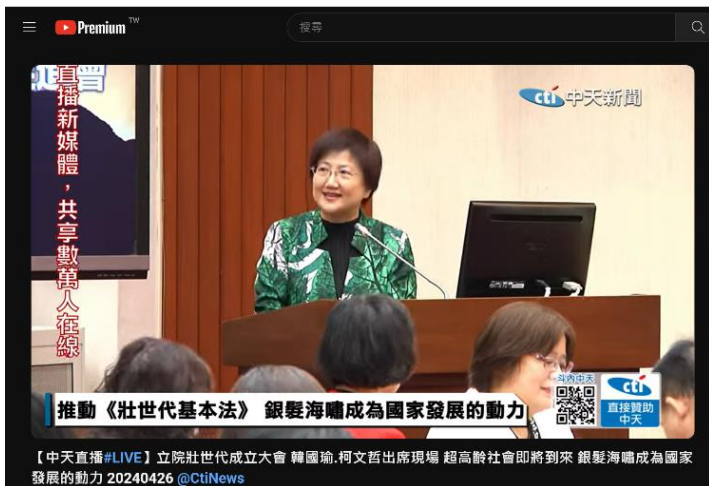 Premium TW
搜尋
直播新媒體，共享數萬人在線
cti 中天新聞
斗內中天
cti
直接贊助
中天
推動《壯世代基本法》 銀髮海嘯成為國家發展的動力
【中天直播#LIVE】立院壯世代成立大會 韓國瑜.柯文哲出席現場 超高齡社會即將到來 銀髮海嘯成為國家
發展的動力 20240426 @CtiNews